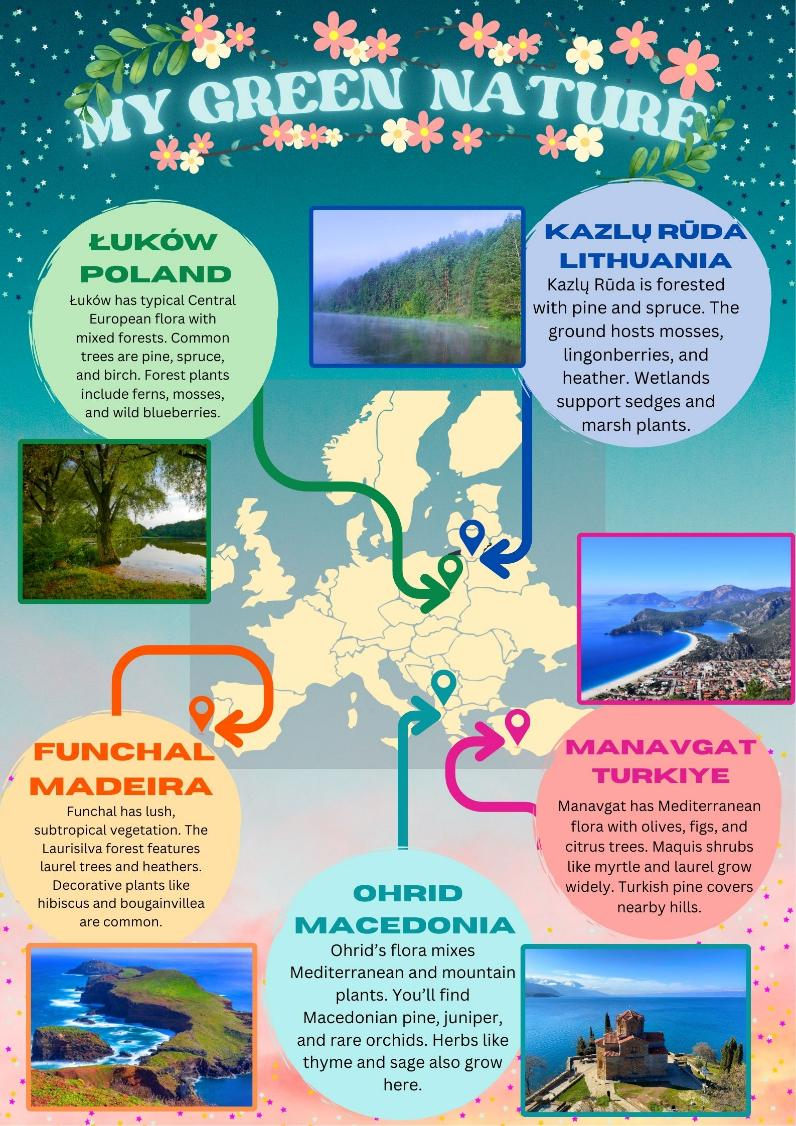 MY GREEN NATURE
ŁUKÓW
POLAND
Łuków has typical Central
European flora with
mixed forests. Common
trees are pine, spruce,
and birch. Forest plants
include ferns, mosses,
and wild blueberries.
KAZLŲ RŪDA
LITHUANIA
Kazlų Rūda is forested
with pine and spruce. The
ground hosts mosses,
lingonberries, and
heather. Wetlands
support sedges and
marsh plants.
FUNCHAL
MADEIRA
Funchal has lush,
subtropical vegetation. The
Laurisilva forest features
laurel trees and heathers.
Decorative plants like
hibiscus and bougainvillea
are common.
MANAVGAT
TURKIYE
Manavgat has Mediterranean
flora with olives, figs, and
citrus trees. Maquis shrubs
like myrtle and laurel grow
widely. Turkish pine covers
nearby hills.
OHRID
MACEDONIA
Ohrid's flora mixes
Mediterranean and mountain
plants. You'll find
Macedonian pine, juniper,
and rare orchids. Herbs like
thyme and sage also grow
here.